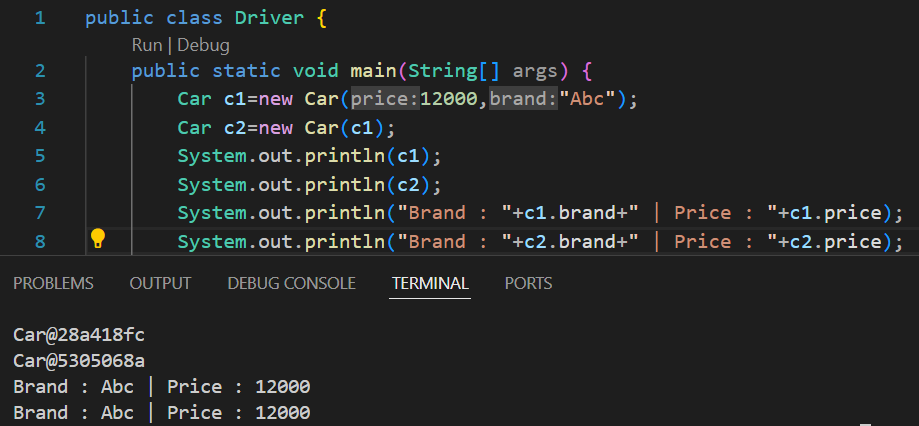 1 public class Driver {
Run | Debug
2 public static void main(String[] args) {
3 Car c1=new Car(price:12000,brand:"Abc");
4 Car c2=new Car(c1);
5 System.out.println(c1);
6 System.out.println(c2);
7 System.out.println("Brand : "+c1.brand+" | Price : "+c1.price);
8 System.out.println("Brand : "+c2.brand+" | Price : "+c2.price);
PROBLEMS OUTPUT DEBUG CONSOLE TERMINAL PORTS
Car@28a418fc
Car@5305068a
Brand : Abc | Price : 12000
Brand : Abc | Price : 12000